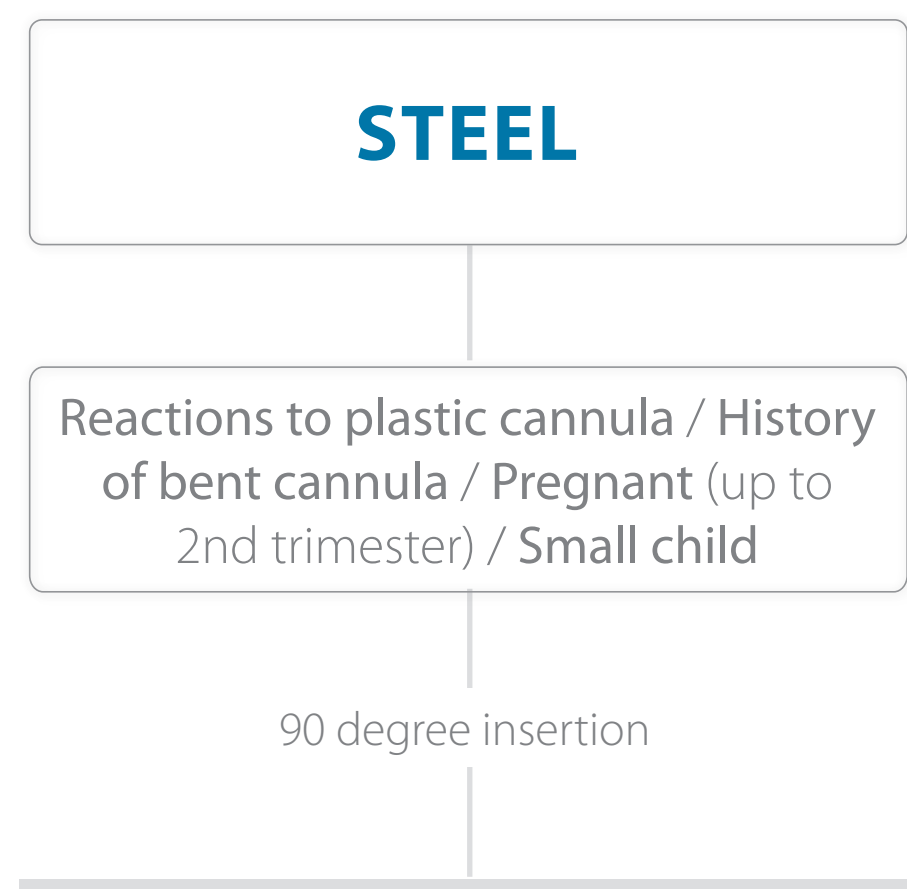 STEEL
Reactions to plastic cannula / History
of bent cannula / Pregnant (up to
2nd trimester) / Small child
90 degree insertion